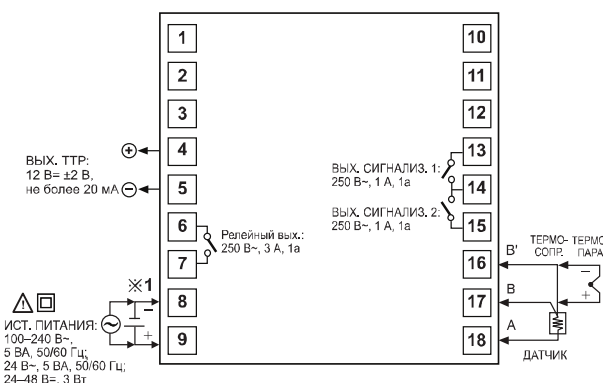 1
2
3
4
5
6
7
8
9
10
11
12
13
14
15
16
17
18
ВЫХ. ТТР:
12 В= ±2 В,
не более 20 мА
Релейный вых.:
250 В~, 3 А, 1а
※1
ИСТ. ПИТАНИЯ:
100–240 В~,
5 ВА, 50/60 Гц;
24 В~, 5 ВА, 50/60 Гц;
24–48 В=, 3 Вт
ВЫХ. СИГНАЛИЗ. 1:
250 В~, 1 А, 1а
ВЫХ. СИГНАЛИЗ. 2:
250 В~, 1 А, 1а
ТЕРМО- ТЕРМО
СОПР. ПАРА
B'
B
A
ДАТЧИК